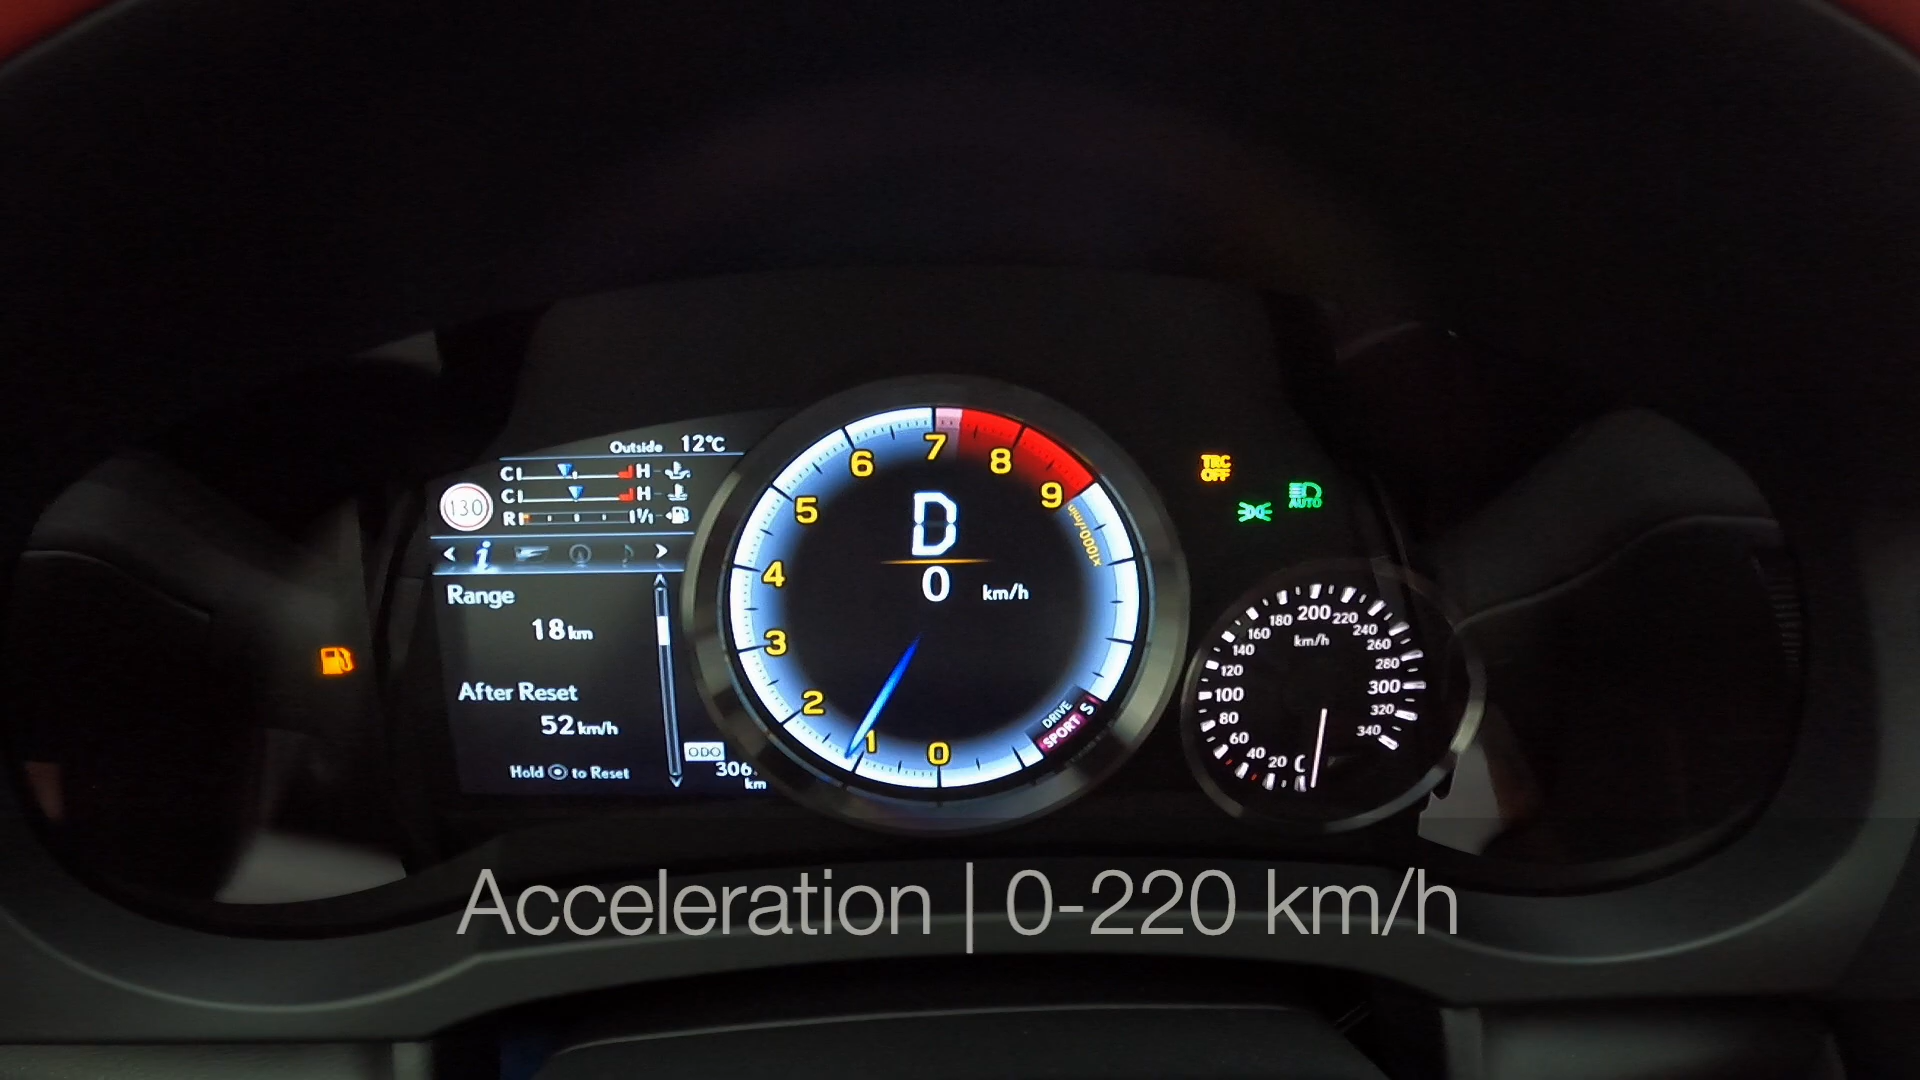 Outside 12°C
C H
C H
130
R 1/1
Range
18 km
After Reset
52 km/h
Hold to Reset
ODO
306.
km
0 1 2 3 4 5 6 7 8 9
x1000r/min
D
0 km/h
DRIVE
SPORT S
TRC
OFF
AUTO
km/h
20 40 60 80 100 120 140 160 180 200 220 240 260 280 300 320 340
Acceleration | 0-220 km/h